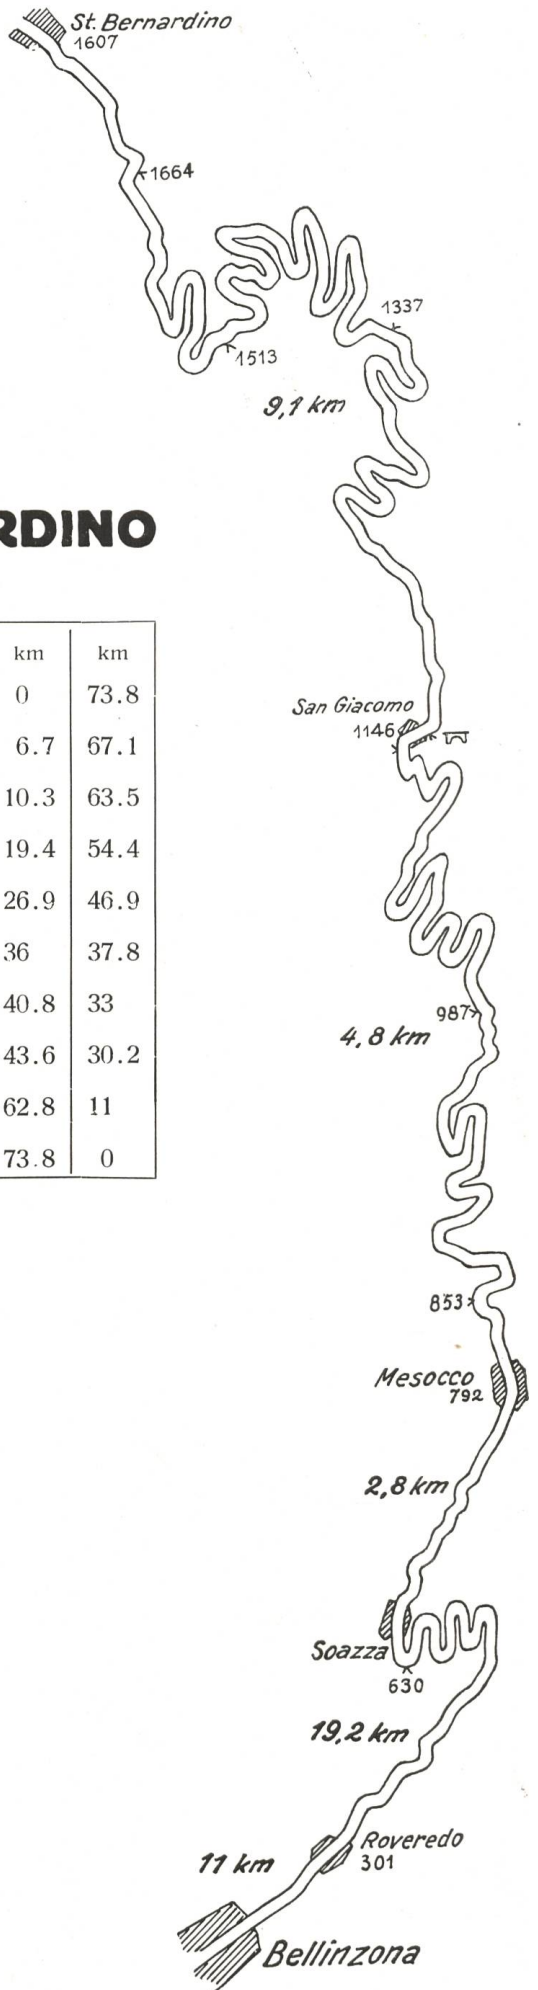 St. Bernardino
1607
1664
1337
1513
9,1 km
RDINO
km km
0 73.8
6.7 67.1
10.3 63.5
19.4 54.4
26.9 46.9
36 37.8
40.8 33
43.6 30.2
62.8 11
73.8 0
San Giacomo
1146
987
4,8 km
853
Mesocco
792
2,8 km
Soazza
630
19,2 km
Roveredo
301
11 km
Bellinzona